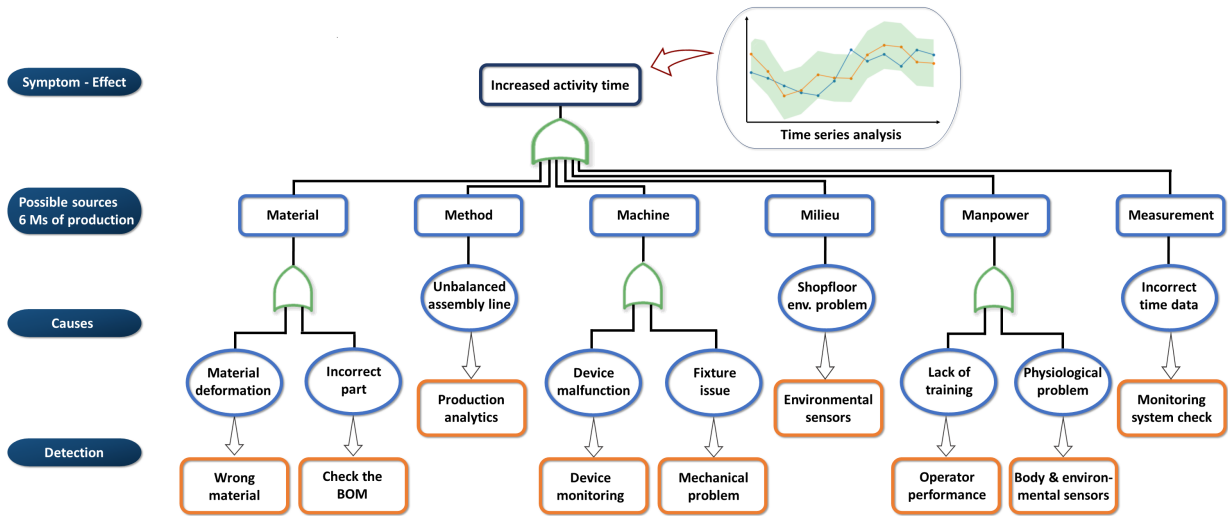 Symptom - Effect
Increased activity time
Time series analysis
Possible sources
6 Ms of production
Material
Method
Machine
Milieu
Manpower
Measurement
Causes
Unbalanced
assembly line
Shopfloor
env. problem
Incorrect
time data
Material
deformation
Incorrect
part
Device
malfunction
Fixture
issue
Lack of
training
Physiological
problem
Production
analytics
Environmental
sensors
Monitoring
system check
Detection
Wrong
material
Check the
BOM
Device
monitoring
Mechanical
problem
Operator
performance
Body & environ-
mental sensors